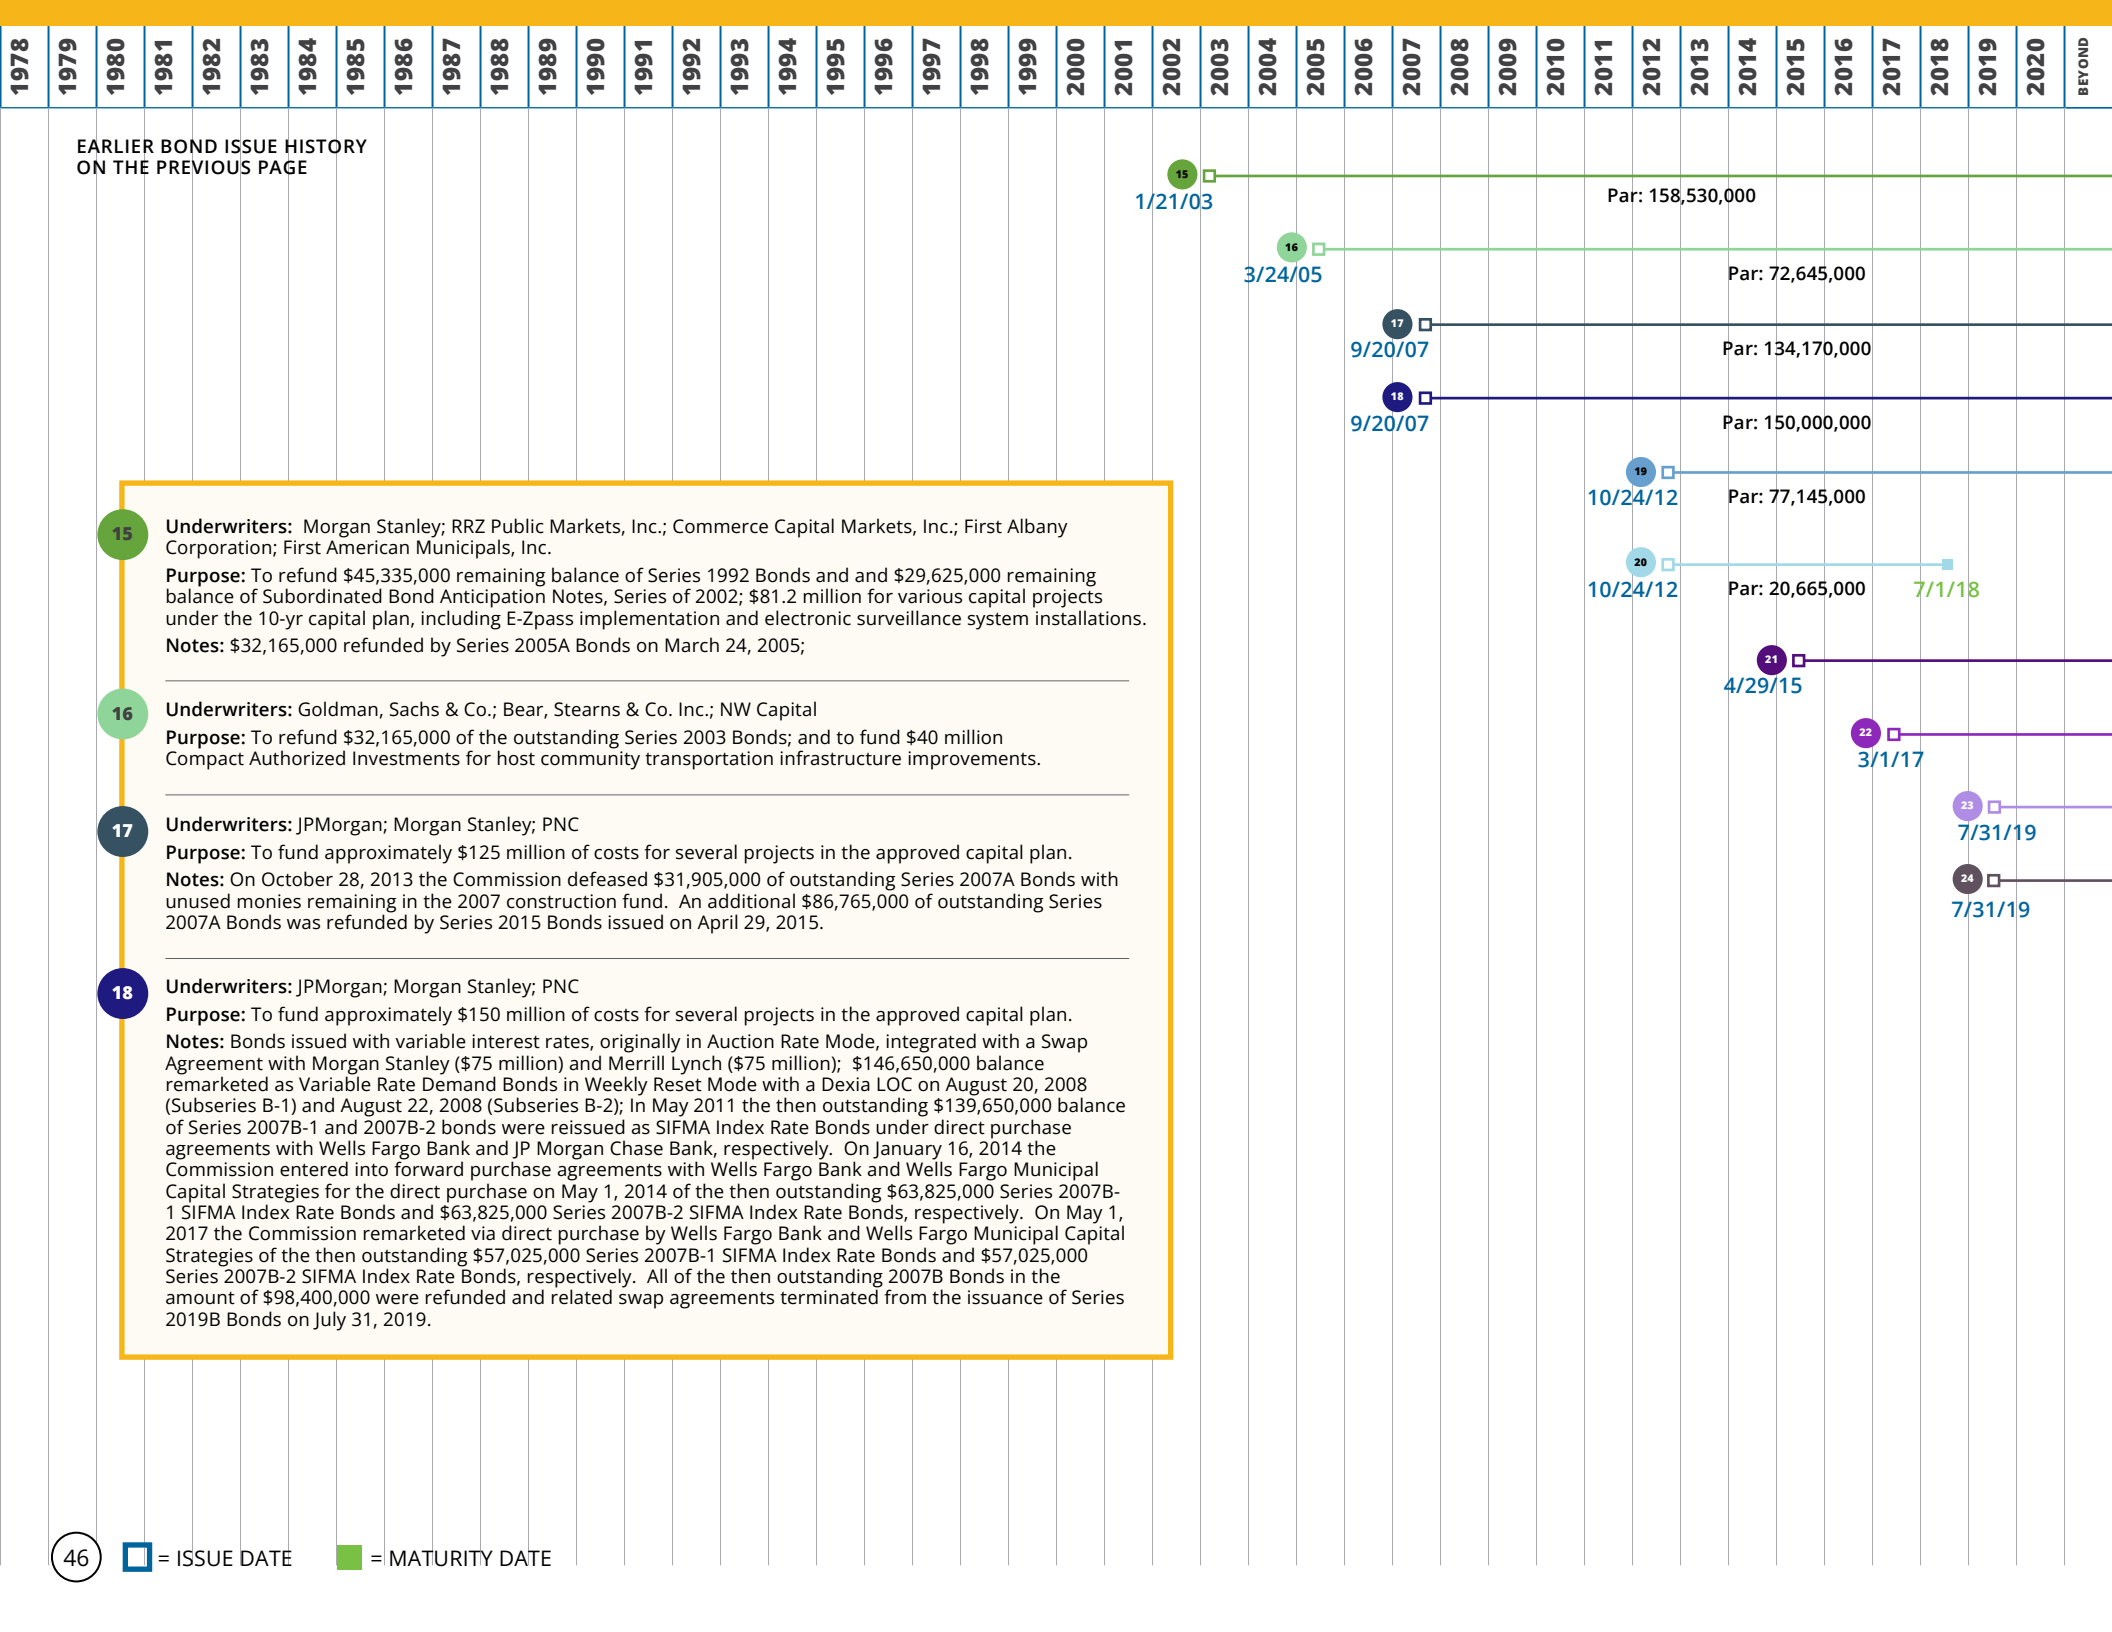 1978 1979 1980 1981 1982 1983 1984 1985 1986 1987 1988 1989 1990 1991 1992 1993 1994 1995 1996 1997 1998 1999 2000 2001 2002 2003 2004 2005 2006 2007 2008 2009 2010 2011 2012 2013 2014 2015 2016 2017 2018 2019 2020 BEYOND
EARLIER BOND ISSUE HISTORY
ON THE PREVIOUS PAGE
15
1/21/03
Par: 158,530,000
16
3/24/05
Par: 72,645,000
17
9/20/07
Par: 134,170,000
18
9/20/07
Par: 150,000,000
19
10/24/12
Par: 77,145,000
20
10/24/12
Par: 20,665,000
7/1/18
21
4/29/15
22
3/1/17
23
7/31/19
24
7/31/19
15
Underwriters: Morgan Stanley; RRZ Public Markets, Inc.; Commerce Capital Markets, Inc.; First Albany
Corporation; First American Municipals, Inc.
Purpose: To refund $45,335,000 remaining balance of Series 1992 Bonds and and $29,625,000 remaining
balance of Subordinated Bond Anticipation Notes, Series of 2002; $81.2 million for various capital projects
under the 10-yr capital plan, including E-Zpass implementation and electronic surveillance system installations.
Notes: $32,165,000 refunded by Series 2005A Bonds on March 24, 2005;
16
Underwriters: Goldman, Sachs & Co.; Bear, Stearns & Co. Inc.; NW Capital
Purpose: To refund $32,165,000 of the outstanding Series 2003 Bonds; and to fund $40 million
Compact Authorized Investments for host community transportation infrastructure improvements.
17
Underwriters: JPMorgan; Morgan Stanley; PNC
Purpose: To fund approximately $125 million of costs for several projects in the approved capital plan.
Notes: On October 28, 2013 the Commission defeased $31,905,000 of outstanding Series 2007A Bonds with
unused monies remaining in the 2007 construction fund. An additional $86,765,000 of outstanding Series
2007A Bonds was refunded by Series 2015 Bonds issued on April 29, 2015.
18
Underwriters: JPMorgan; Morgan Stanley; PNC
Purpose: To fund approximately $150 million of costs for several projects in the approved capital plan.
Notes: Bonds issued with variable interest rates, originally in Auction Rate Mode, integrated with a Swap
Agreement with Morgan Stanley ($75 million) and Merrill Lynch ($75 million); $146,650,000 balance
remarketed as Variable Rate Demand Bonds in Weekly Reset Mode with a Dexia LOC on August 20, 2008
(Subseries B-1) and August 22, 2008 (Subseries B-2); In May 2011 the then outstanding $139,650,000 balance
of Series 2007B-1 and 2007B-2 bonds were reissued as SIFMA Index Rate Bonds under direct purchase
agreements with Wells Fargo Bank and JP Morgan Chase Bank, respectively. On January 16, 2014 the
Commission entered into forward purchase agreements with Wells Fargo Bank and Wells Fargo Municipal
Capital Strategies for the direct purchase on May 1, 2014 of the then outstanding $63,825,000 Series 2007B-
1 SIFMA Index Rate Bonds and $63,825,000 Series 2007B-2 SIFMA Index Rate Bonds, respectively. On May 1,
2017 the Commission remarketed via direct purchase by Wells Fargo Bank and Wells Fargo Municipal Capital
Strategies of the then outstanding $57,025,000 Series 2007B-1 SIFMA Index Rate Bonds and $57,025,000
Series 2007B-2 SIFMA Index Rate Bonds, respectively. All of the then outstanding 2007B Bonds in the
amount of $98,400,000 were refunded and related swap agreements terminated from the issuance of Series
2019B Bonds on July 31, 2019.
46 = ISSUE DATE = MATURITY DATE